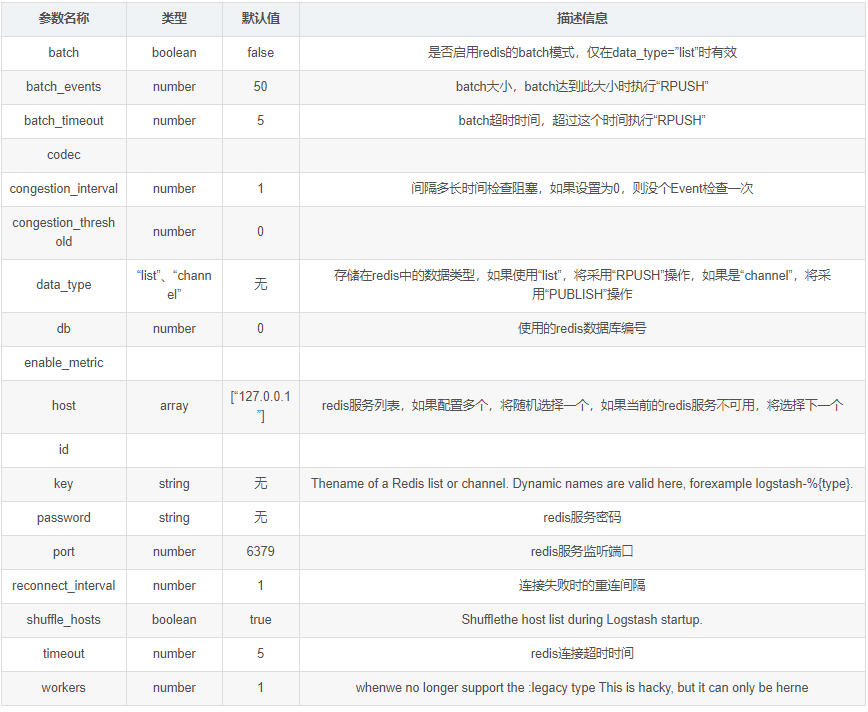 参数名称 类型 默认值 描述信息
batch boolean false 是否启用redis的batch模式，仅在data_type="list"时有效
batch_events number 50 batch大小，batch达到此大小时执行“RPUSH”
batch_timeout number 5 batch超时时间，超过这个时间执行“RPUSH”
codec
congestion_interval number 1 间隔多长时间检查阻塞，如果设置为0，则没个Event检查一次
congestion_thresh
old number 0
data_type “list”、“chann
el” 无 存储在redis中的数据类型，如果使用“list”，将采用“RPUSH”操作，如果是“channel”，将采
用“PUBLISH”操作
db number 0 使用的redis数据库编号
enable_metric
host array [“127.0.0.1
”] redis服务列表，如果配置多个，将随机选择一个，如果当前的redis服务不可用，将选择下一个
id
key string 无 Thename of a Redis list or channel. Dynamic names are valid here, forexample logstash-%{type}.
password string 无 redis服务密码
port number 6379 redis服务监听端口
reconnect_interval number 1 连接失败时的重连间隔
shuffle_hosts boolean true Shufflethe host list during Logstash startup.
timeout number 5 redis连接超时时间
workers number 1 whenwe no longer support the :legacy type This is hacky, but it can only be herne